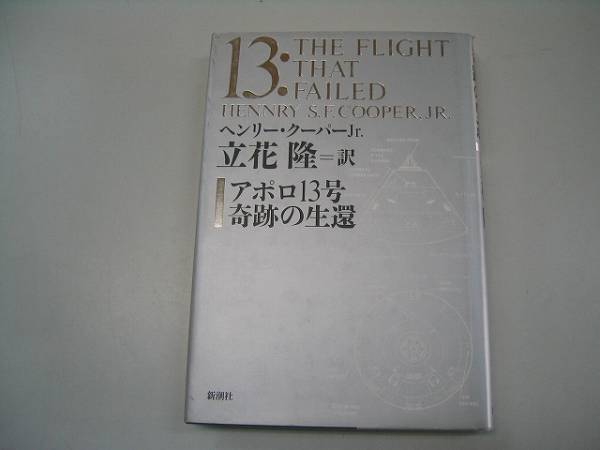 13: THE FLIGHT
THAT
FAILED
HENNRY S.F. COOPER, JR.
ヘンリー・クーパーJr.
立花 隆=訳
アポロ13号
奇跡の生還
新潮社